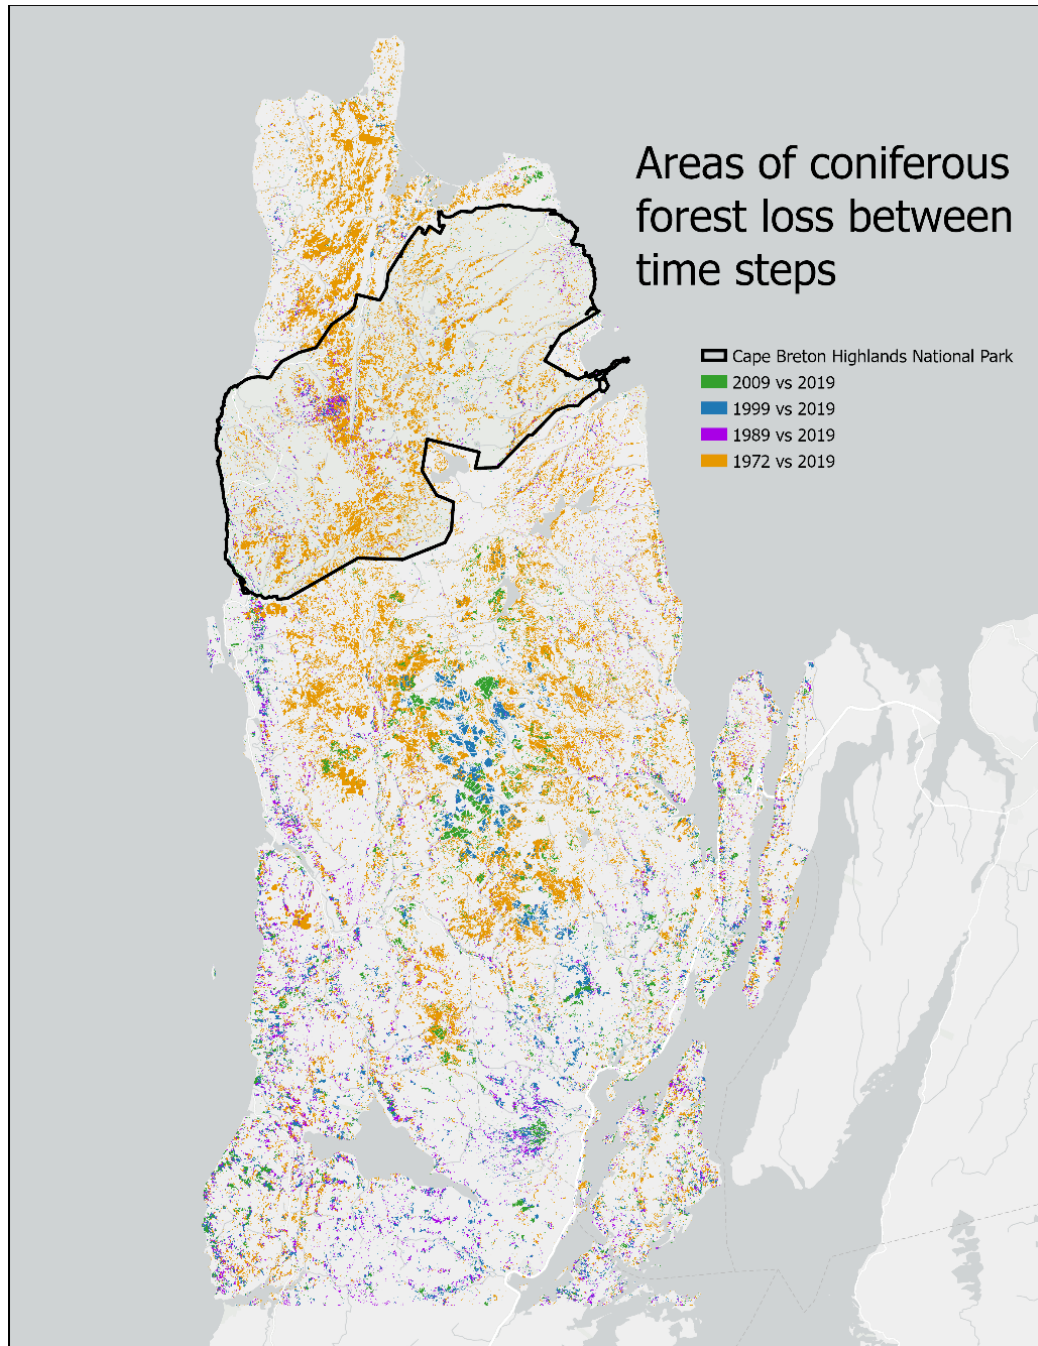 Areas of coniferous
forest loss between
time steps
Cape Breton Highlands National Park
2009 vs 2019
1999 vs 2019
1989 vs 2019
1972 vs 2019